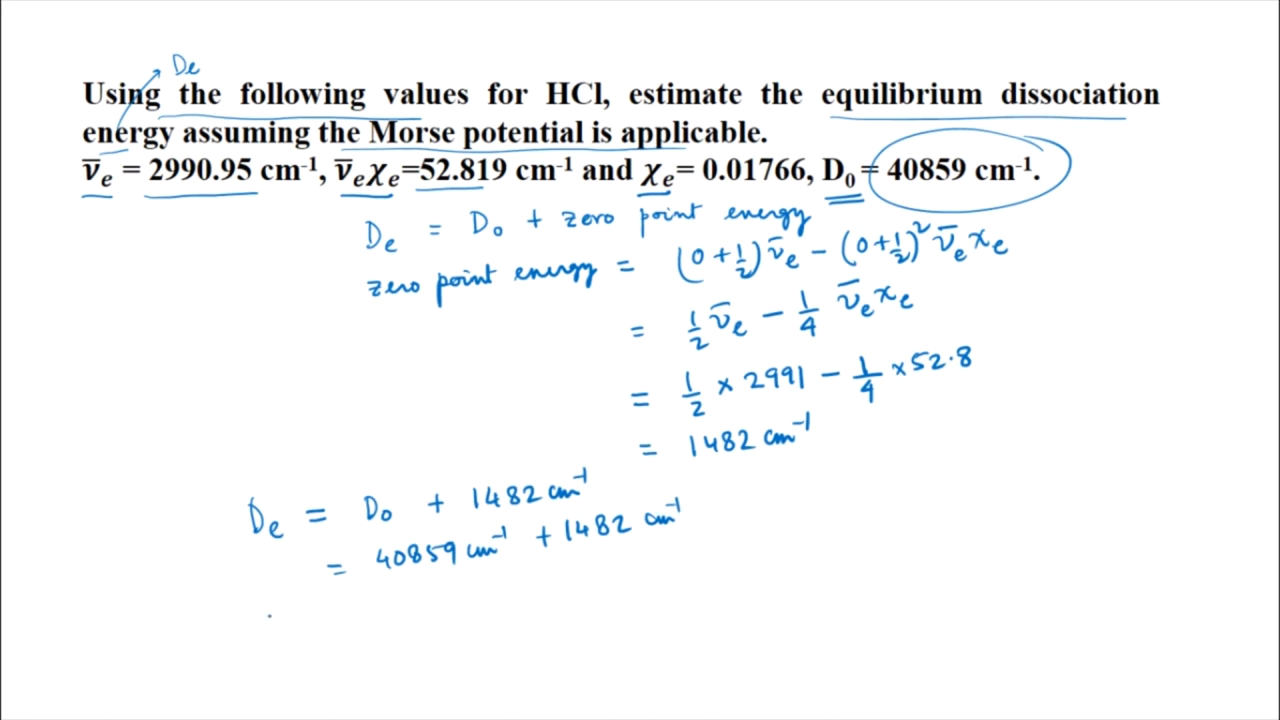 De
Using the following values for HCl, estimate the equilibrium dissociation
energy assuming the Morse potential is applicable.
ν̅e = 2990.95 cm⁻¹, ν̅eχe=52.819 cm⁻¹ and χe= 0.01766, D₀ = 40859 cm⁻¹.
De = D₀ + zero point energy
zero point energy = (0+1/2)ν̅e − (0+1/2)² ν̅e xe
= 1/2 ν̅e − 1/4 ν̅e xe
= 1/2 × 2991 − 1/4 × 52.8
= 1482 cm⁻¹
De = D₀ + 1482 cm⁻¹
= 40859 cm⁻¹ + 1482 cm⁻¹